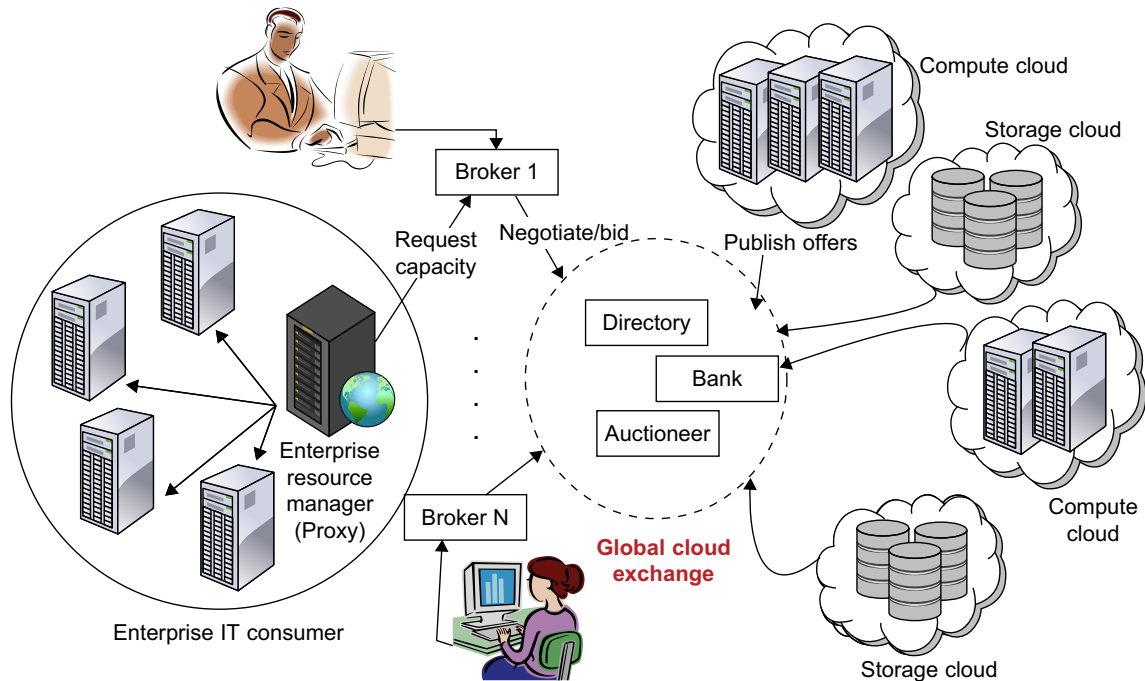 Compute cloud
Storage cloud
Broker 1
Request
capacity
Negotiate/bid
Publish offers
Directory
Bank
Auctioneer
Enterprise
resource
manager
(Proxy)
Broker N
Global cloud
exchange
Compute
cloud
Enterprise IT consumer
Storage cloud